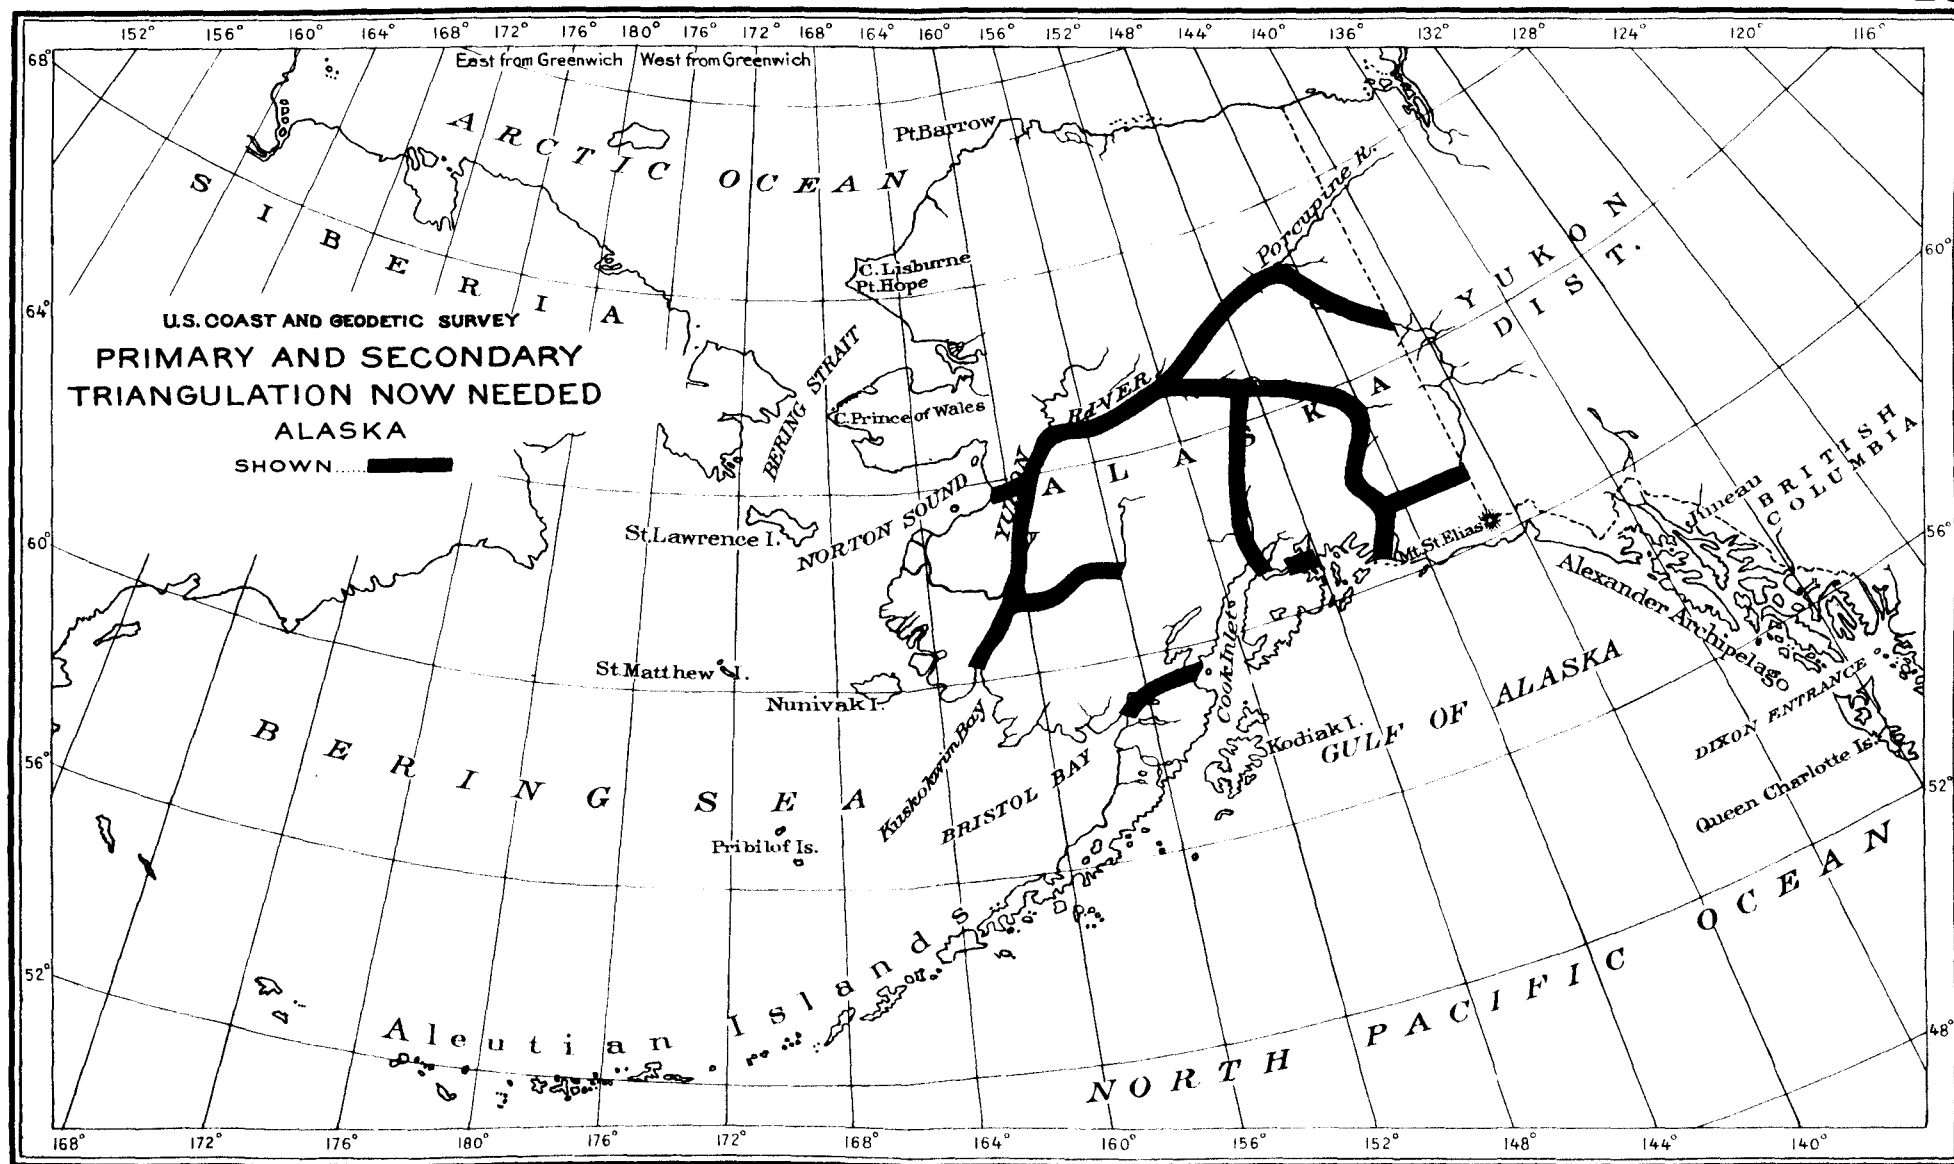 152° 156° 160° 164° 168° 172° 176° 180° 176° 172° 168° 164° 160° 156° 152° 148° 144° 140° 136° 132° 128° 124° 120° 116°
East from Greenwich West from Greenwich
68°
64°
60°
56°
52°
ARCTIC OCEAN
SIBERIA
Pt.Barrow
Porcupine R.
YUKON
DIST.
C.Lisburne
Pt.Hope
U.S. COAST AND GEODETIC SURVEY
PRIMARY AND SECONDARY
TRIANGULATION NOW NEEDED
ALASKA
SHOWN
BERING STRAIT
C.Prince of Wales
YUKON RIVER
ALASKA
NORTON SOUND
St.Lawrence I.
Mt.St.Elias
Juneau
BRITISH
COLUMBIA
Alexander Archipelago
St.Matthew I.
Nunivak I.
Kuskokwim Bay
BRISTOL BAY
Cook Inlet
Kodiak I.
GULF OF ALASKA
DIXON ENTRANCE
Queen Charlotte Is.
BERING SEA
Pribilof Is.
Aleutian Islands
NORTH PACIFIC OCEAN
60°
56°
52°
48°
168° 172° 176° 180° 176° 172° 168° 164° 160° 156° 152° 148° 144° 140°